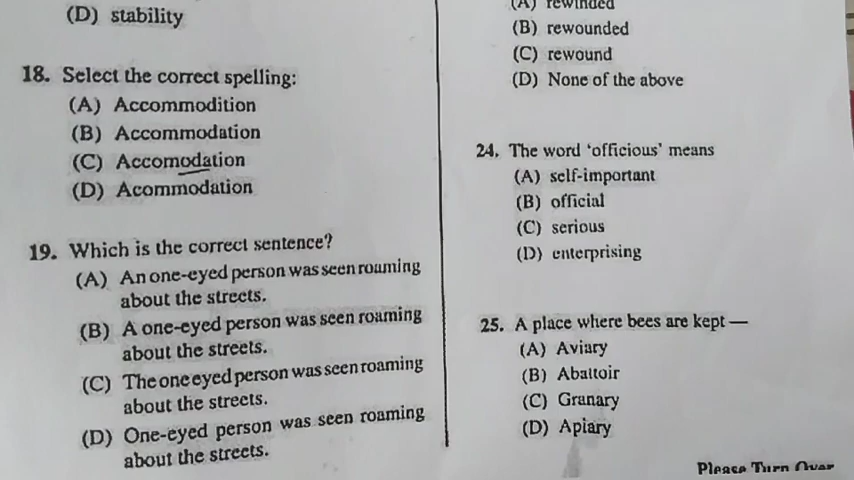 (D) stability
18. Select the correct spelling:
(A) Accommodition
(B) Accommodation
(C) Accomodation
(D) Acommodation
19. Which is the correct sentence?
(A) An one-eyed person was seen roaming
about the streets.
(B) A one-eyed person was seen roaming
about the streets.
(C) The one eyed person was seen roaming
about the streets.
(D) One-eyed person was seen roaming
about the streets.
(A) rewinded
(B) rewounded
(C) rewound
(D) None of the above
24. The word 'officious' means
(A) self-important
(B) official
(C) serious
(D) enterprising
25. A place where bees are kept —
(A) Aviary
(B) Abattoir
(C) Granary
(D) Apiary
Please Turn Over